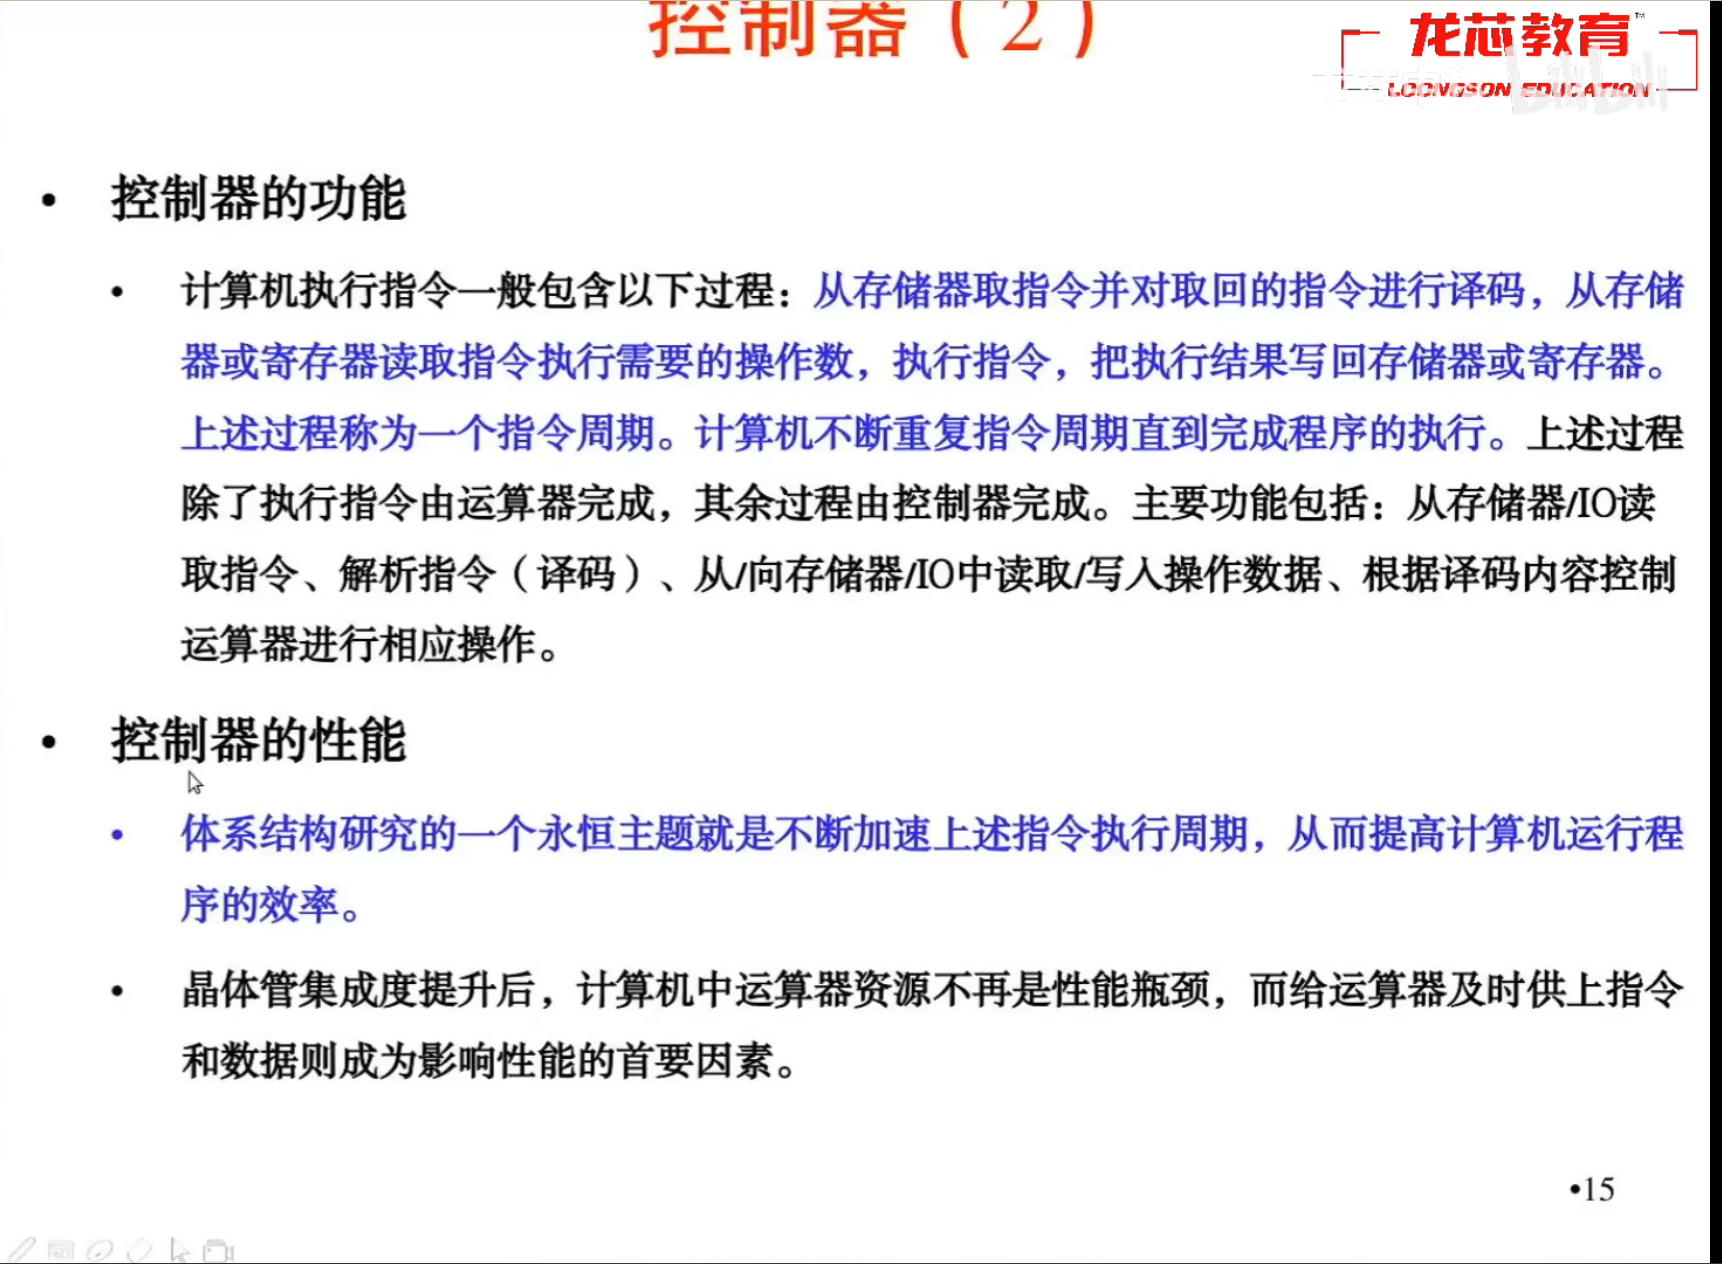 控制器（2）
龙芯教育™
LOONGSON EDUCATION
• 控制器的功能
• 计算机执行指令一般包含以下过程：从存储器取指令并对取回的指令进行译码，从存储
器或寄存器读取指令执行需要的操作数，执行指令，把执行结果写回存储器或寄存器。
上述过程称为一个指令周期。计算机不断重复指令周期直到完成程序的执行。上述过程
除了执行指令由运算器完成，其余过程由控制器完成。主要功能包括：从存储器/IO读
取指令、解析指令（译码）、从/向存储器/IO中读取/写入操作数据、根据译码内容控制
运算器进行相应操作。
• 控制器的性能
• 体系结构研究的一个永恒主题就是不断加速上述指令执行周期，从而提高计算机运行程
序的效率。
• 晶体管集成度提升后，计算机中运算器资源不再是性能瓶颈，而给运算器及时供上指令
和数据则成为影响性能的首要因素。
•15